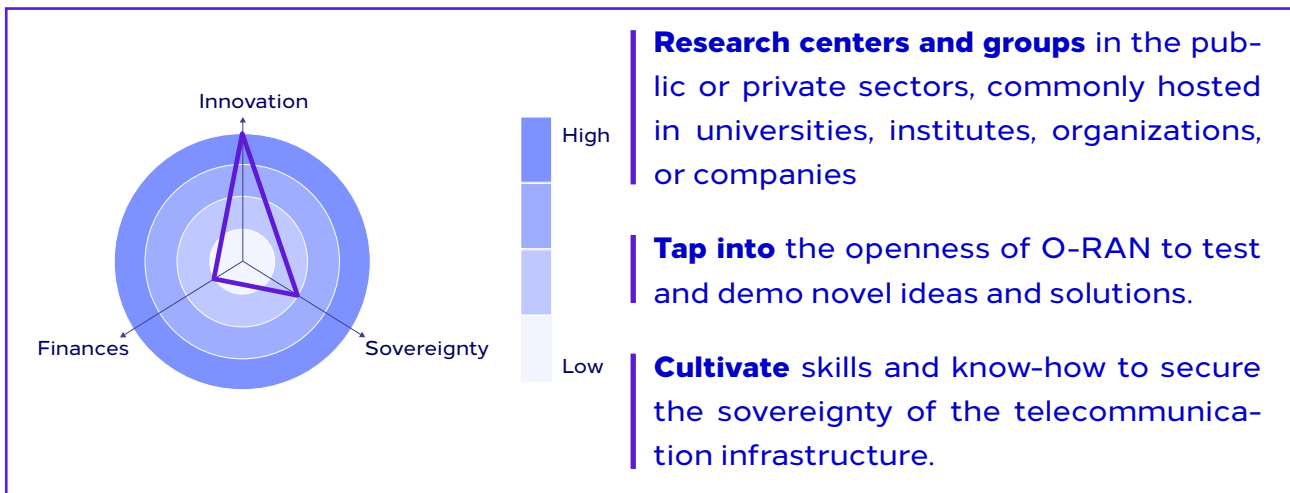 Innovation
Finances
Sovereignty
High
Low
Research centers and groups in the pub-
lic or private sectors, commonly hosted
in universities, institutes, organizations,
or companies
Tap into the openness of O-RAN to test
and demo novel ideas and solutions.
Cultivate skills and know-how to secure
the sovereignty of the telecommunica-
tion infrastructure.